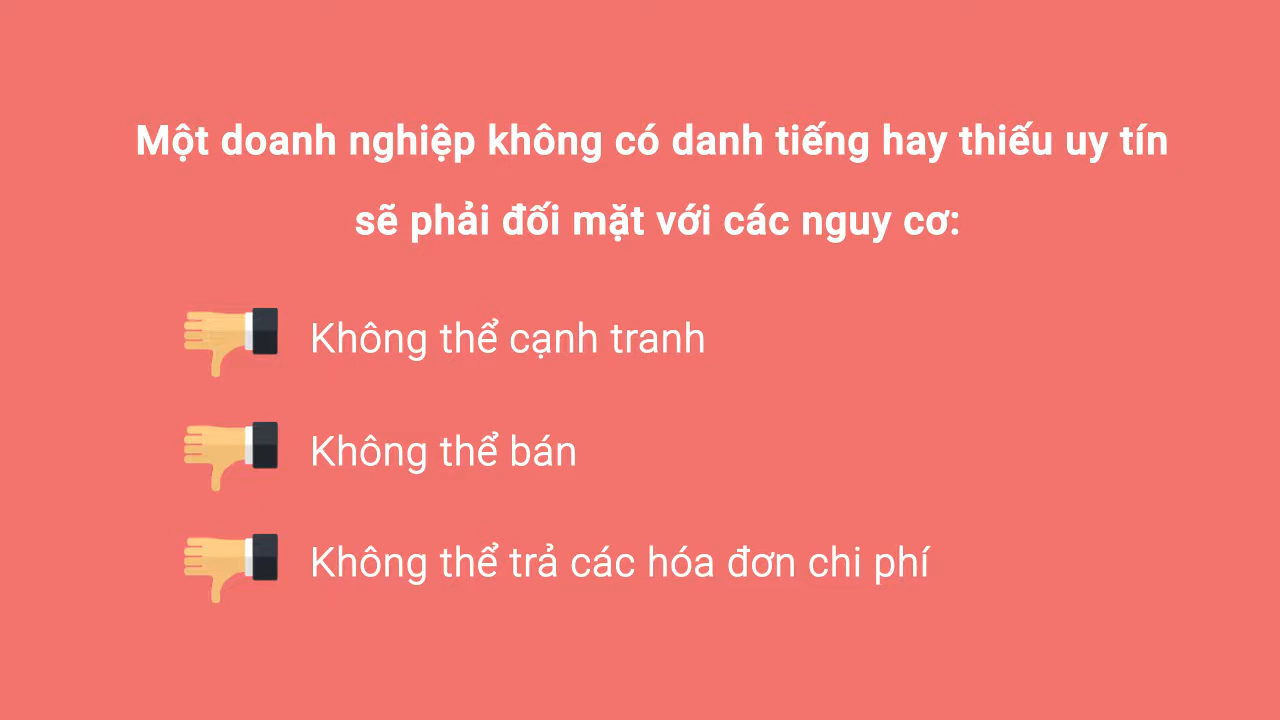 Một doanh nghiệp không có danh tiếng hay thiếu uy tín
sẽ phải đối mặt với các nguy cơ:
Không thể cạnh tranh
Không thể bán
Không thể trả các hóa đơn chi phí